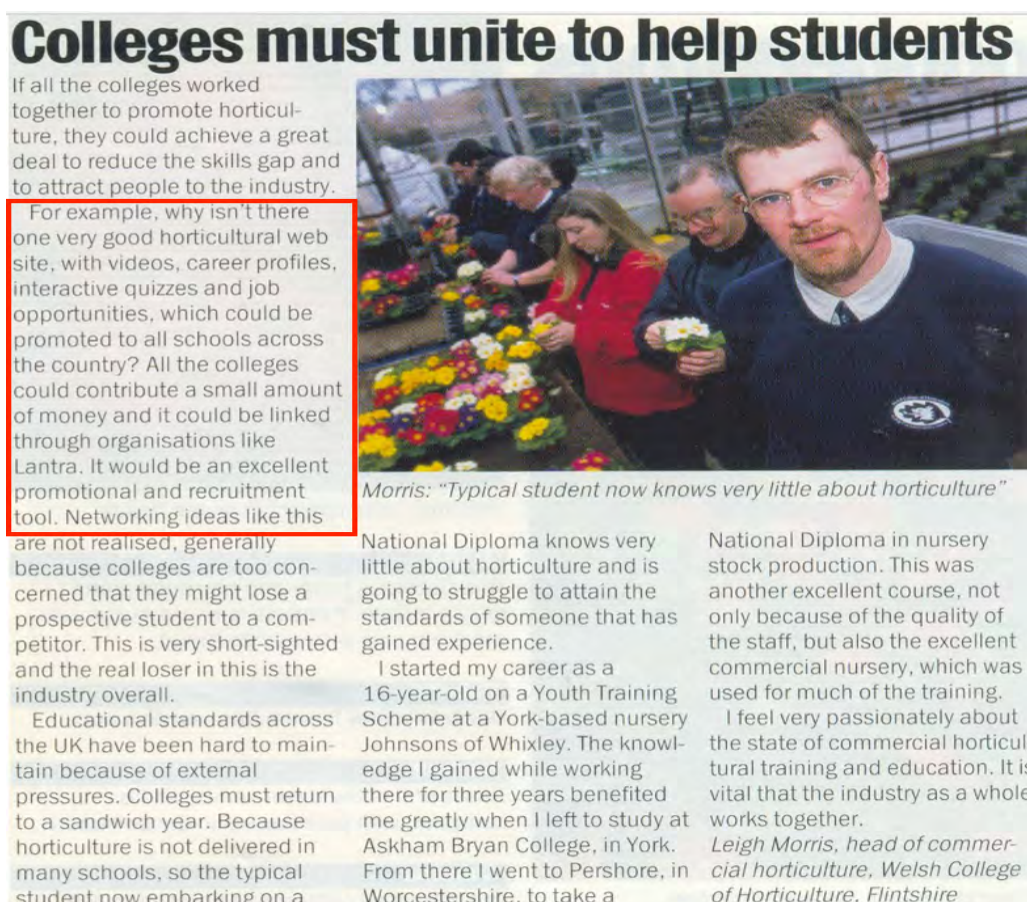 Colleges must unite to help students
If all the colleges worked
together to promote horticul-
ture, they could achieve a great
deal to reduce the skills gap and
to attract people to the industry.
For example, why isn't there
one very good horticultural web
site, with videos, career profiles,
interactive quizzes and job
opportunities, which could be
promoted to all schools across
the country? All the colleges
could contribute a small amount
of money and it could be linked
through organisations like
Lantra. It would be an excellent
promotional and recruitment
tool. Networking ideas like this
are not realised, generally
because colleges are too con-
cerned that they might lose a
prospective student to a com-
petitor. This is very short-sighted
and the real loser in this is the
industry overall.
Educational standards across
the UK have been hard to main-
tain because of external
pressures. Colleges must return
to a sandwich year. Because
horticulture is not delivered in
many schools, so the typical
student now embarking on a
Morris: "Typical student now knows very little about horticulture"
National Diploma knows very
little about horticulture and is
going to struggle to attain the
standards of someone that has
gained experience.
I started my career as a
16-year-old on a Youth Training
Scheme at a York-based nursery
Johnsons of Whixley. The knowl-
edge I gained while working
there for three years benefited
me greatly when I left to study at
Askham Bryan College, in York.
From there I went to Pershore, in
Worcestershire, to take a
National Diploma in nursery
stock production. This was
another excellent course, not
only because of the quality of
the staff, but also the excellent
commercial nursery, which was
used for much of the training.
I feel very passionately about
the state of commercial horticul
tural training and education. It is
vital that the industry as a whole
works together.
Leigh Morris, head of commer-
cial horticulture, Welsh College
of Horticulture, Flintshire